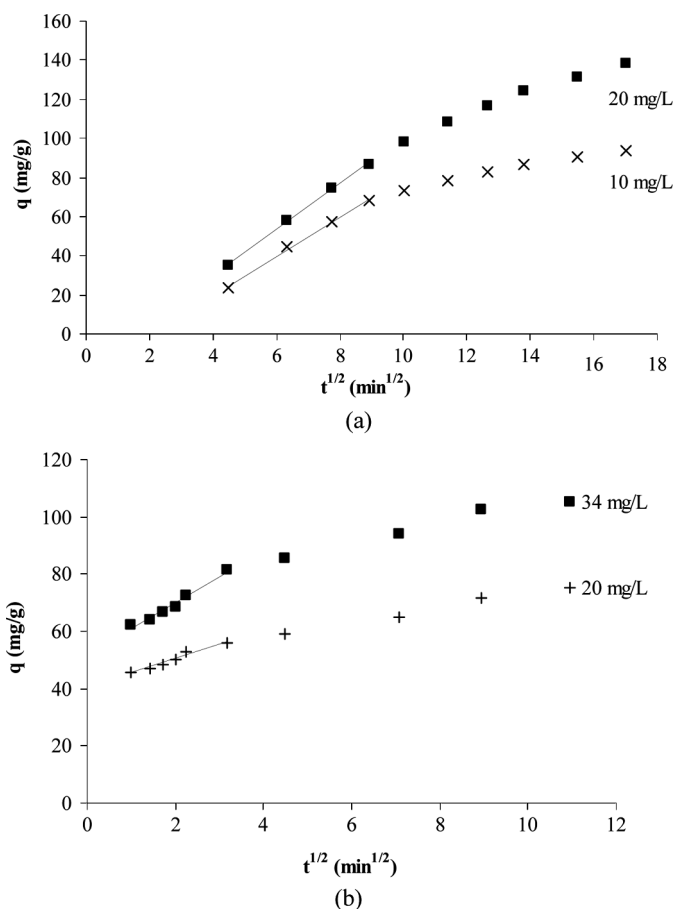 160
140
120
100
80
60
40
20
0
q (mg/g)
20 mg/L
10 mg/L
0 2 4 6 8 10 12 14 16 18
t^{1/2} (min^{1/2})
(a)
120
100
80
60
40
20
0
q (mg/g)
34 mg/L
20 mg/L
0 2 4 6 8 10 12
t^{1/2} (min^{1/2})
(b)